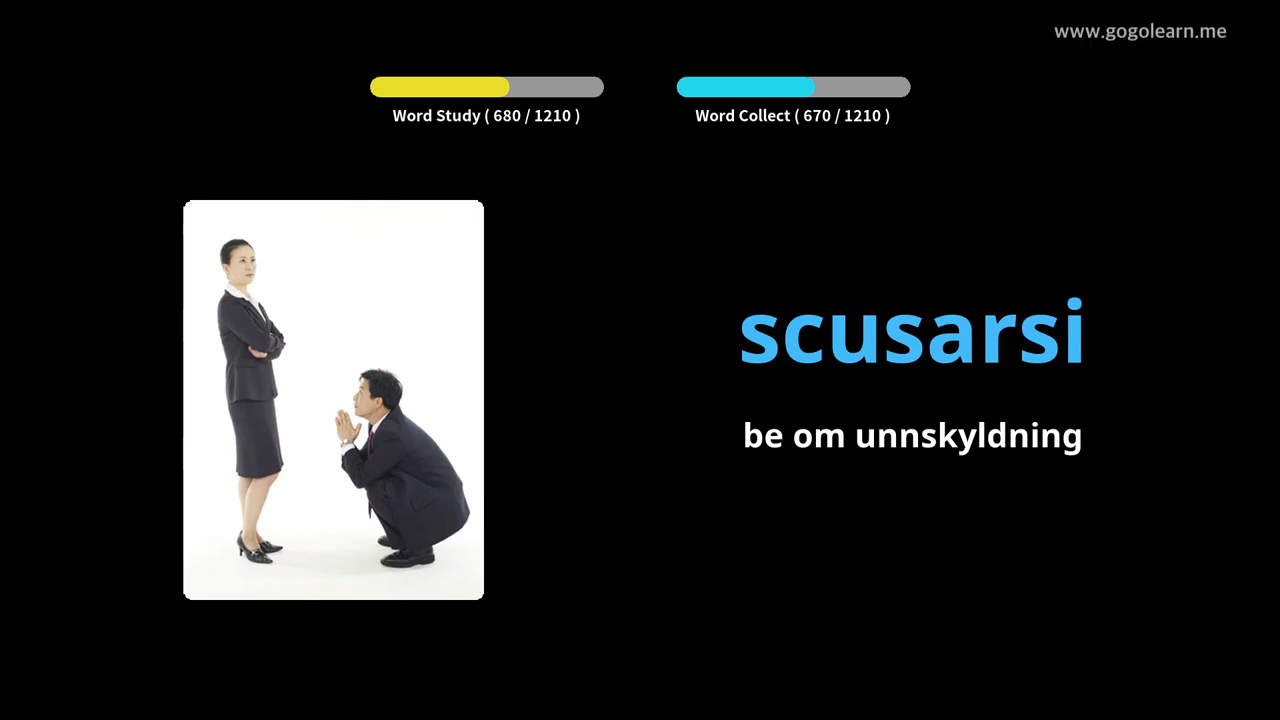 www.gogolearn.me
Word Study ( 680 / 1210 )
Word Collect ( 670 / 1210 )
scusarsi
be om unnskyldning